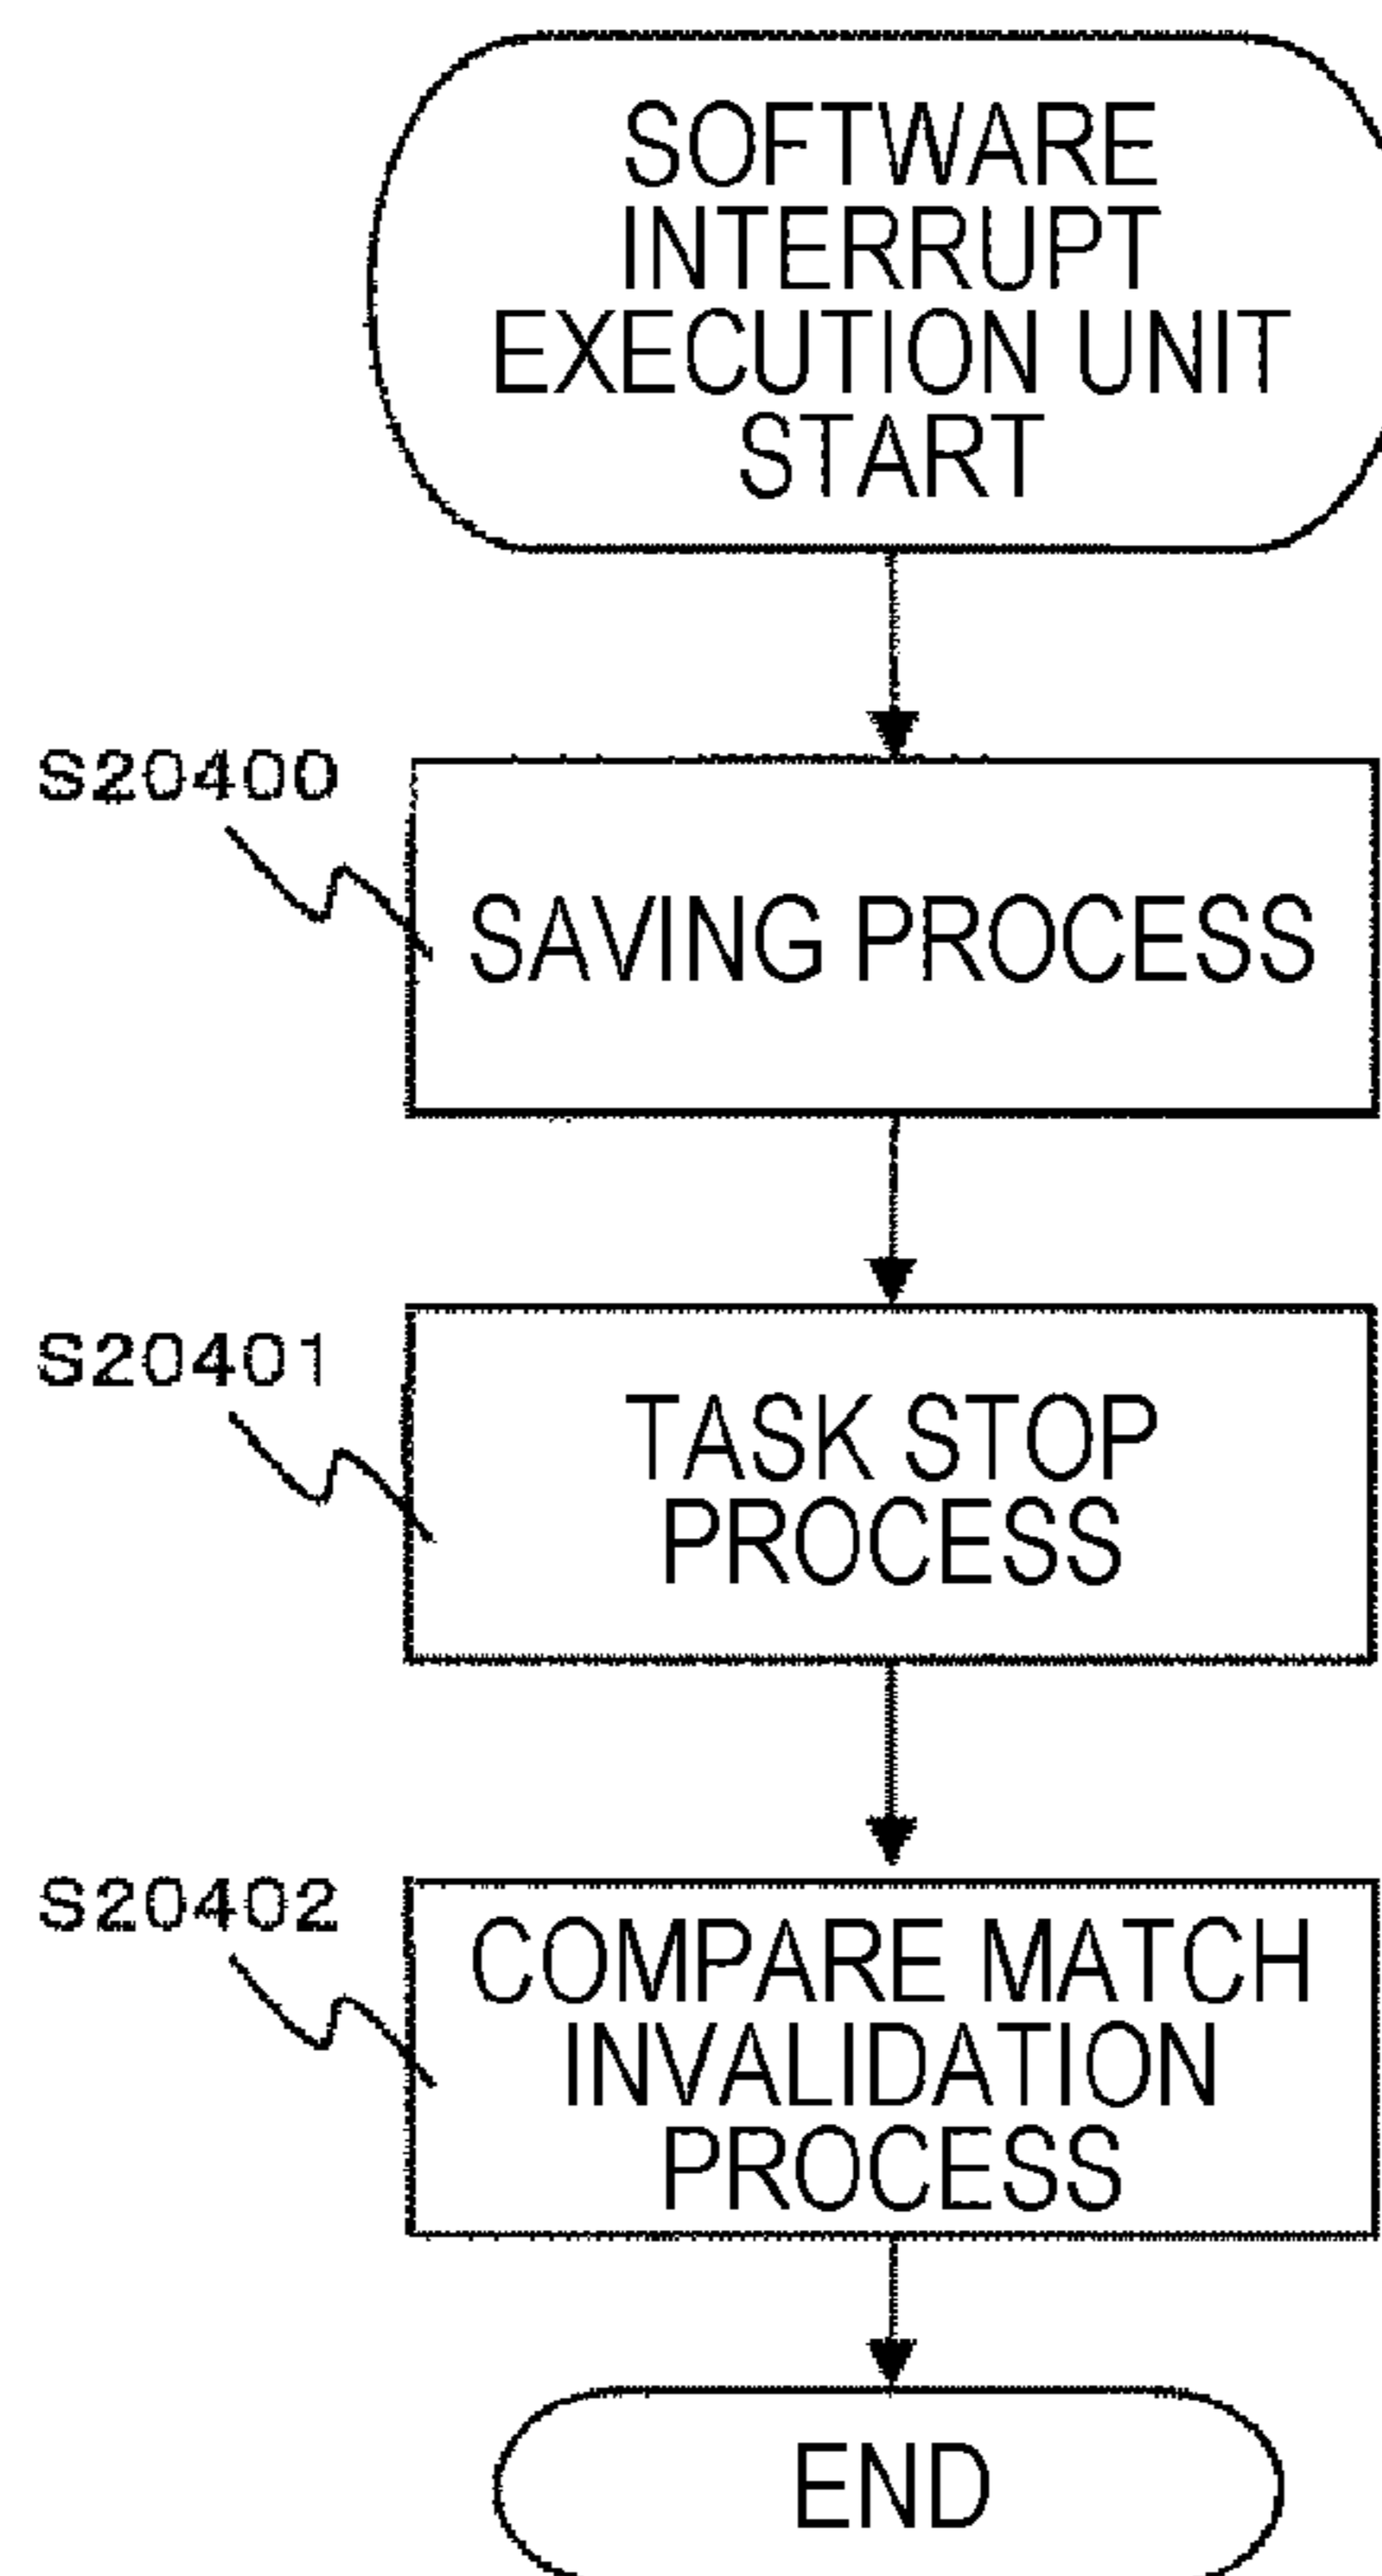 SOFTWARE
INTERRUPT
EXECUTION UNIT
START
S20400
SAVING PROCESS
S20401
TASK STOP
PROCESS
S20402
COMPARE MATCH
INVALIDATION
PROCESS
END